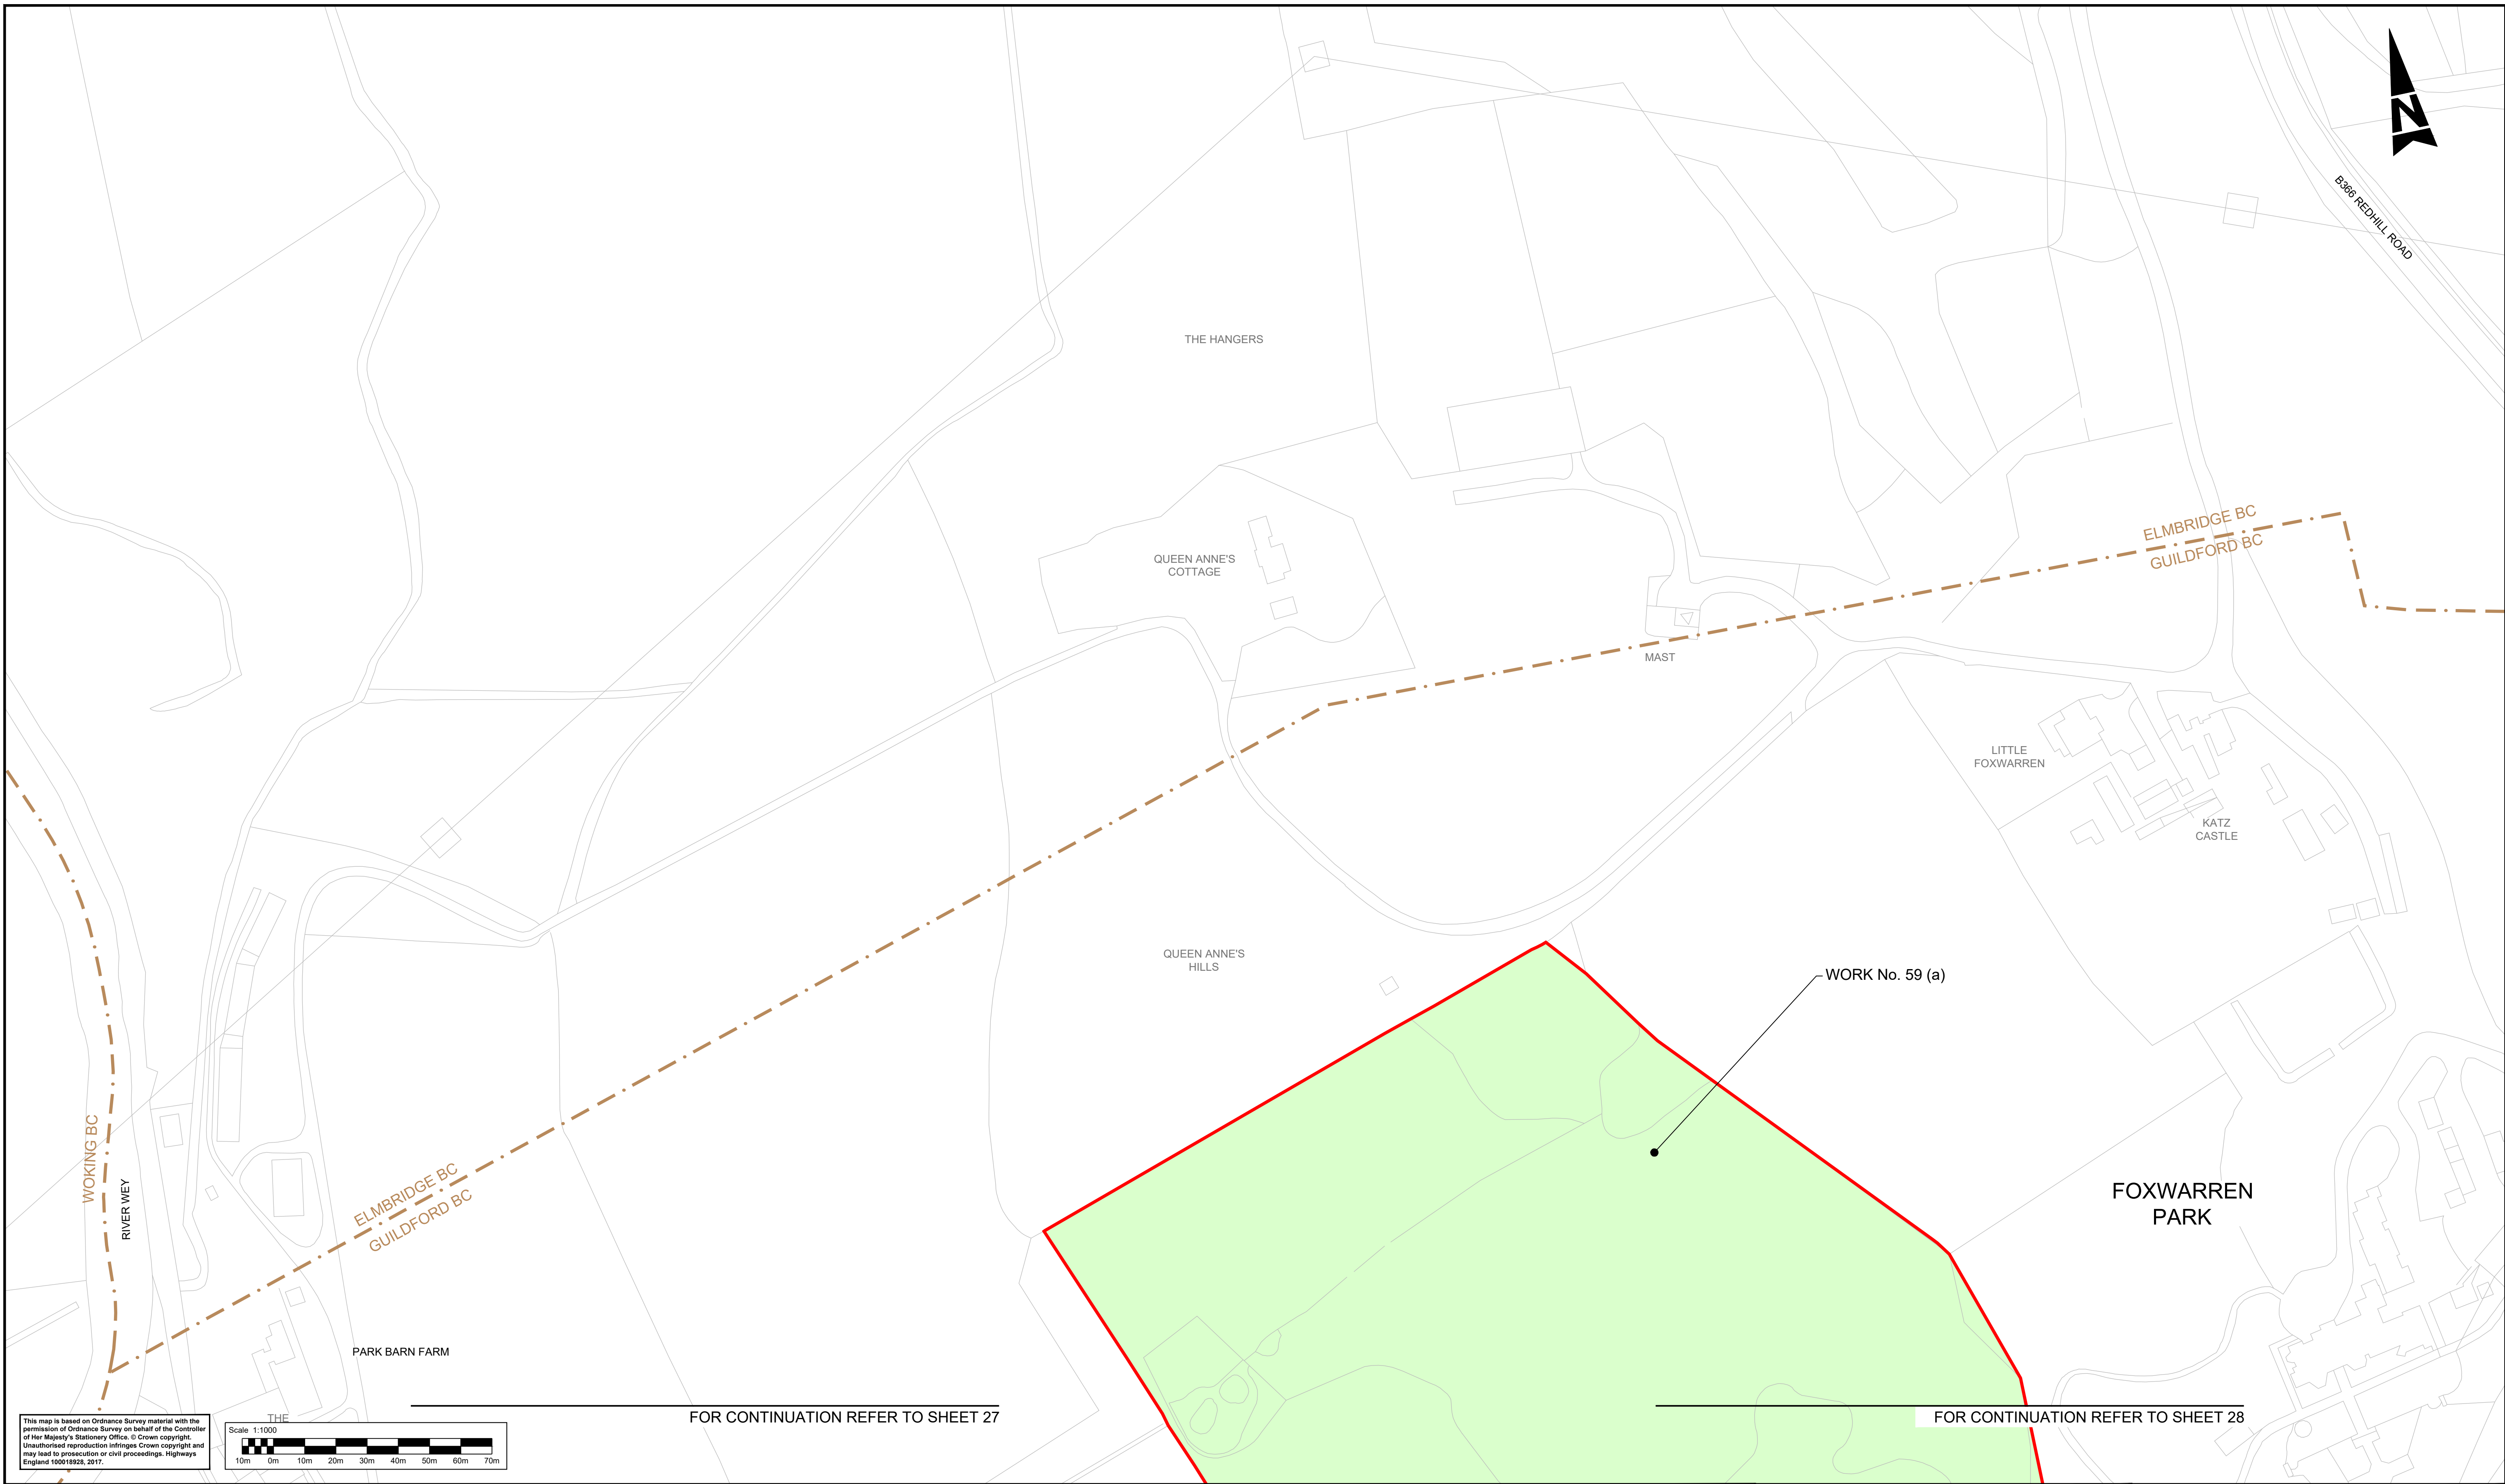 N
B366 REDHILL ROAD
THE HANGERS
ELMBRIDGE BC
GUILDFORD BC
QUEEN ANNE'S
COTTAGE
MAST
LITTLE
FOXWARREN
KATZ
CASTLE
QUEEN ANNE'S
HILLS
WORK No. 59 (a)
WOKING BC
RIVER WEY
ELMBRIDGE BC
GUILDFORD BC
FOXWARREN
PARK
PARK BARN FARM
THE
FOR CONTINUATION REFER TO SHEET 27
FOR CONTINUATION REFER TO SHEET 28
This map is based on Ordnance Survey material with the
permission of Ordnance Survey on behalf of the Controller
of Her Majesty's Stationery Office. © Crown copyright.
Unauthorised reproduction infringes Crown copyright and
may lead to prosecution or civil proceedings. Highways
England 100018928, 2017.
Scale 1:1000
10m 0m 10m 20m 30m 40m 50m 60m 70m